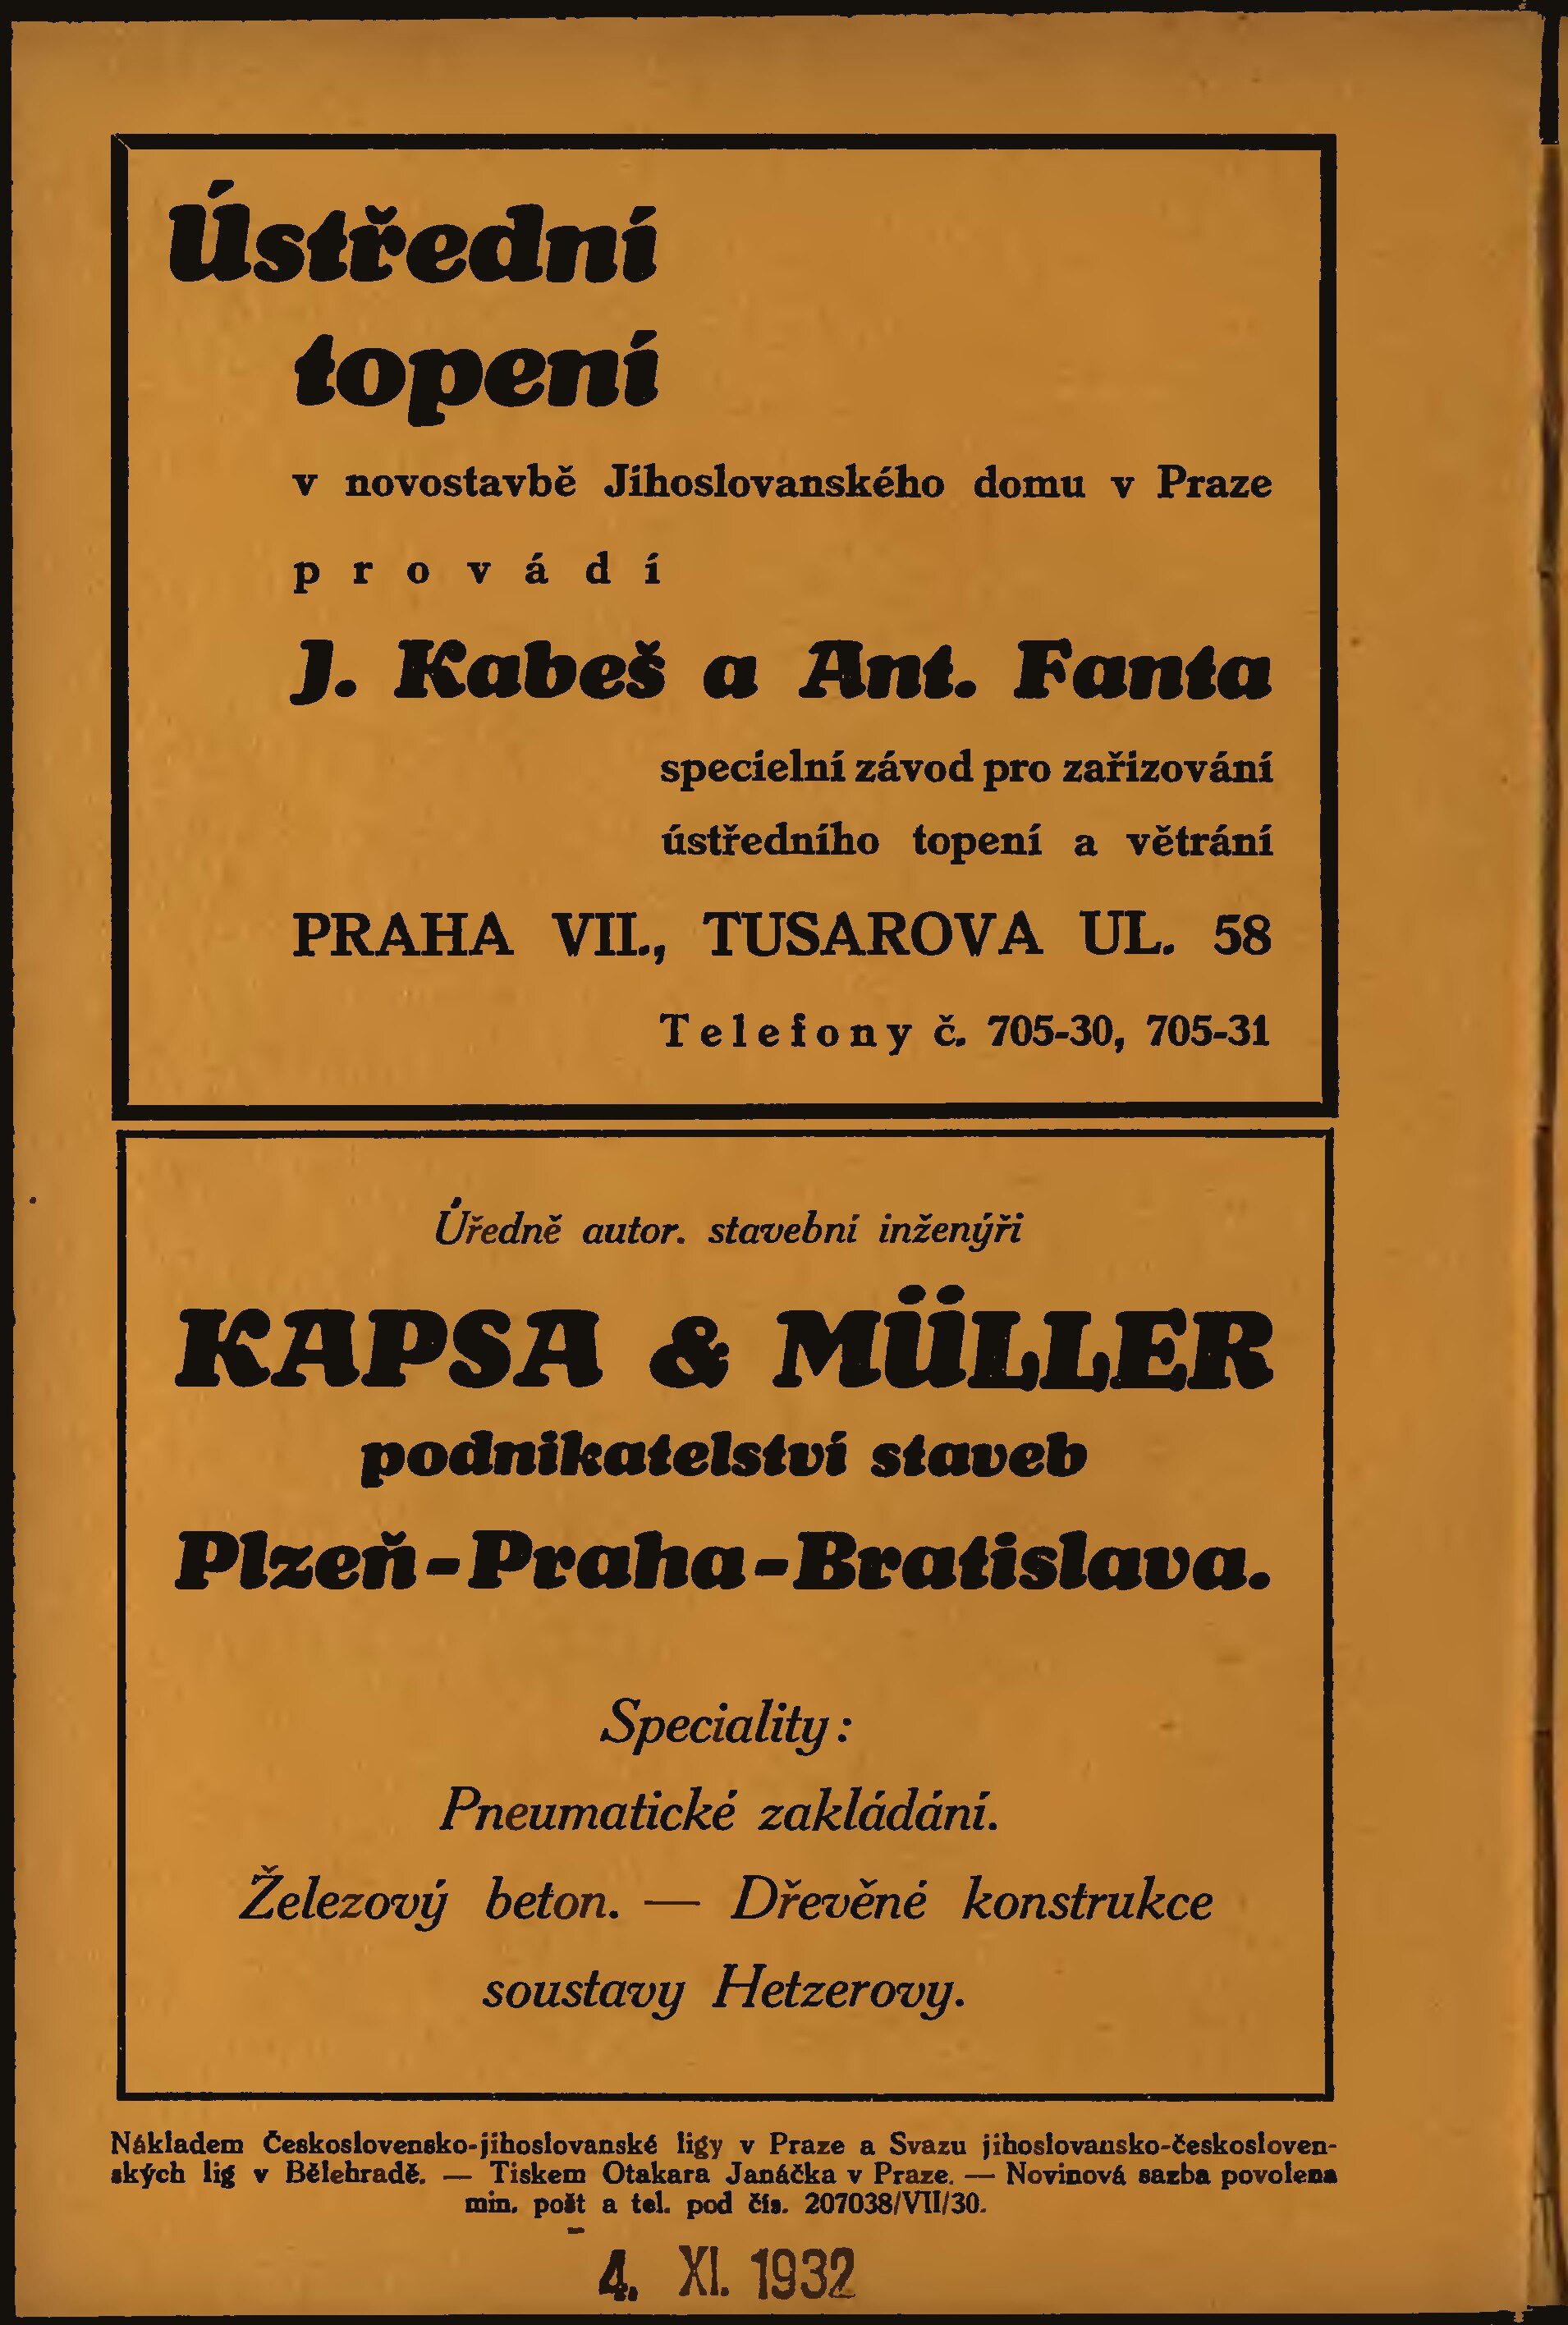 Ústřední
topení
v novostavbě Jihoslovanského domu v Praze
provádí
J. Kabeš a Ant. Fanta
specielní závod pro zařizování
ústředního topení a větrání
PRAHA VII., TUSAROVA UL. 58
Telefony č. 705-30, 705-31
Úředně autor. stavební inženýři
KAPSA & MÜLLER
podnikatelství staveb
Plzeň-Praha-Bratislava.
Speciality:
Pneumatické zakládání.
Železový beton. — Dřevěné konstrukce
soustavy Hetzerovy.
Nákladem Československo-jihoslovanské ligy v Praze a Svazu jihoslovansko-českosloven-
ských lig v Bělehradě. — Tiskem Otakara Janáčka v Praze. — Novinová sazba povolena
min. pošt a tel. pod čís. 207038/VII/30.
4. XI. 1932